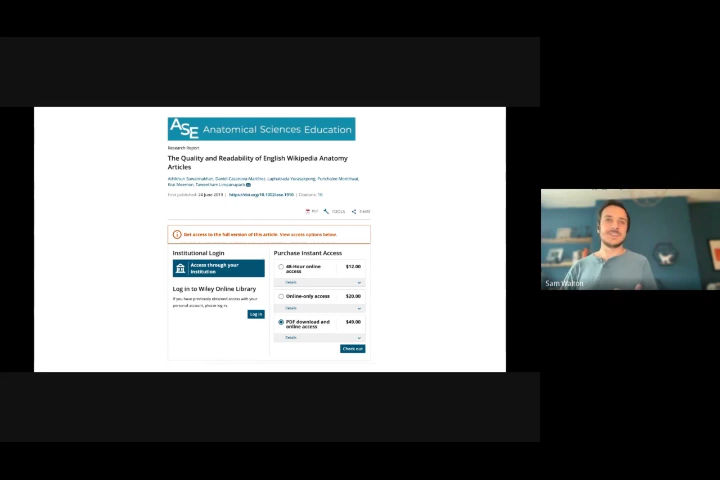 ASE Anatomical Sciences Education
Research Report
The Quality and Readability of English Wikipedia Anatomy
Articles
First published: 24 June 2019
Get access to the full version of this article. View access options below.
Institutional Login
Access through your
institution
Log in to Wiley Online Library
If you have previously obtained access with your
personal account, please log in.
Log in
Purchase Instant Access
48-Hour online
access
$12.00
Details
Online-only access
$20.00
Details
PDF download and
online access
$49.00
Details
Check out
Sam Walton